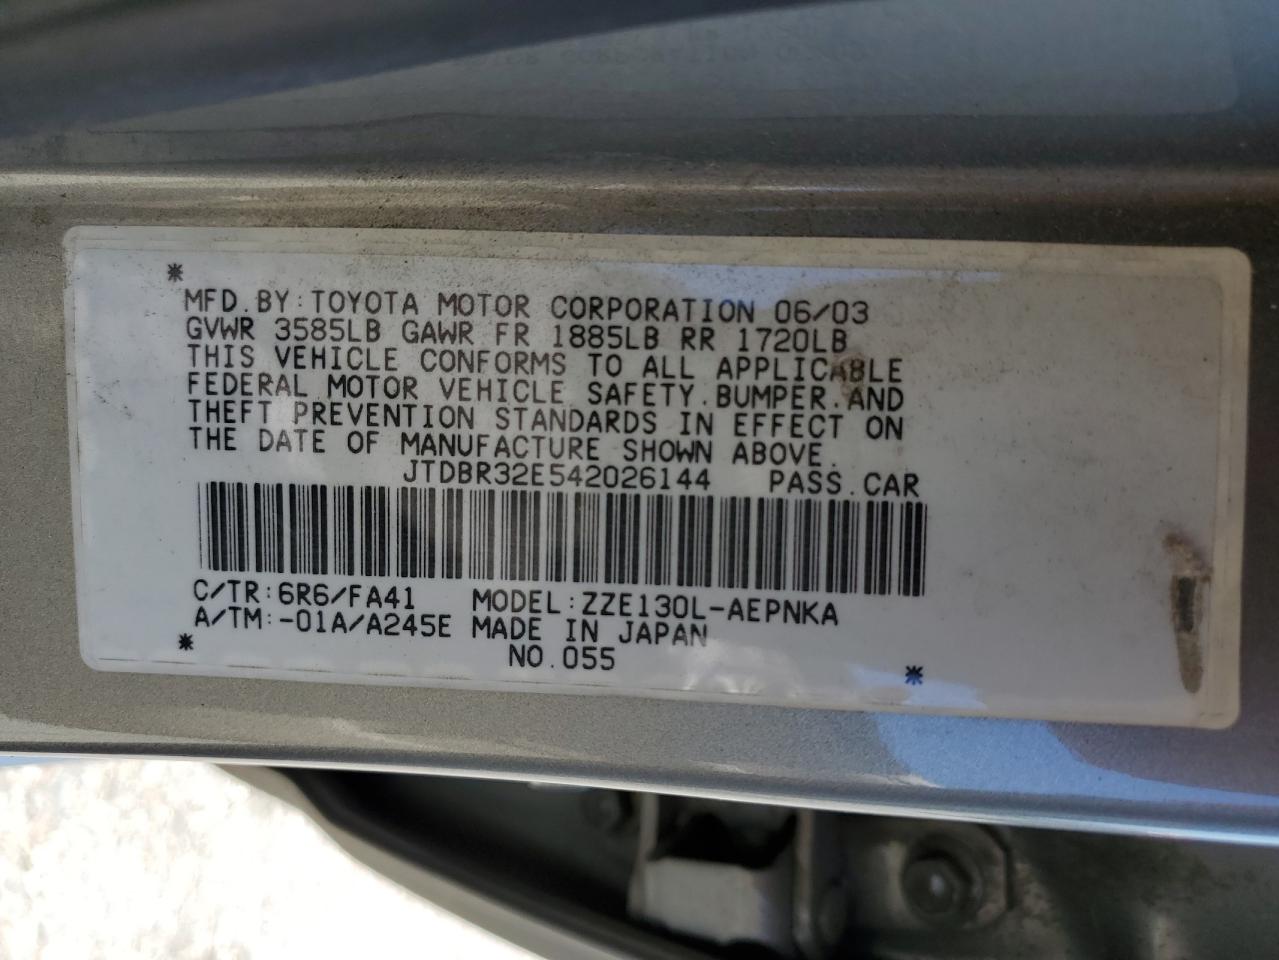 MFD.BY:TOYOTA MOTOR CORPORATION 06/03
GVWR 3585LB GAWR FR 1885LB RR 1720LB
THIS VEHICLE CONFORMS TO ALL APPLICABLE
FEDERAL MOTOR VEHICLE SAFETY.BUMPER.AND
THEFT PREVENTION STANDARDS IN EFFECT ON
THE DATE OF MANUFACTURE SHOWN ABOVE.
JTDBR32E542026144 PASS.CAR
C/TR:6R6/FA41 MODEL:ZZE130L-AEPNKA
A/TM:-01A/A245E MADE IN JAPAN
NO.055